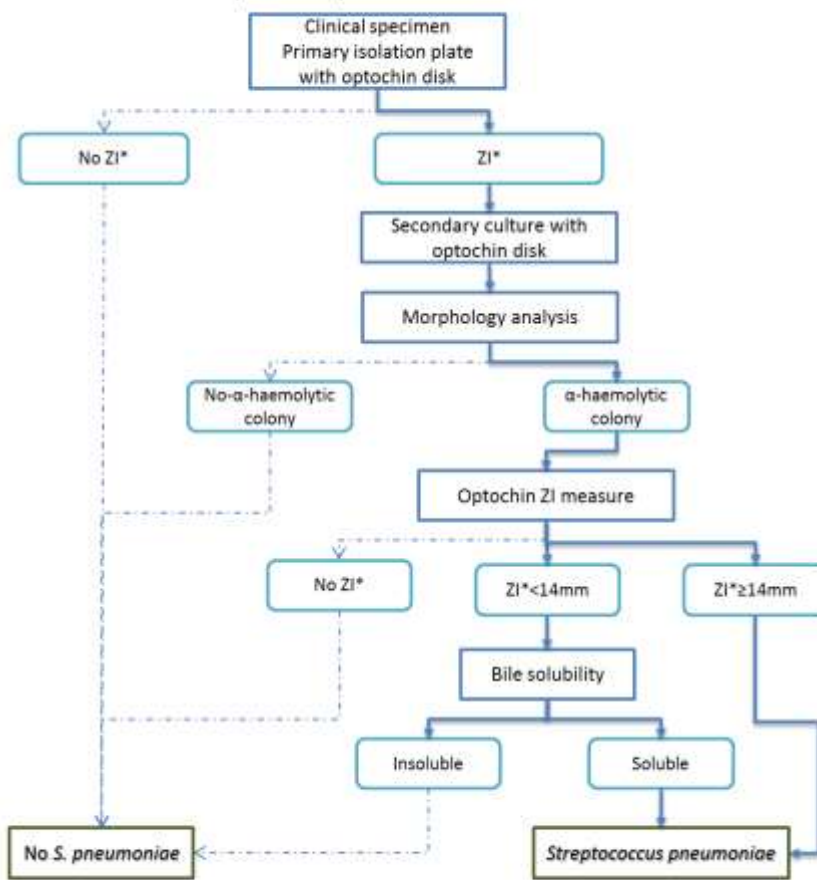 Clinical specimen
Primary isolation plate
with optochin disk
No ZI*
ZI*
Secondary culture with
optochin disk
Morphology analysis
No-α-haemolytic
colony
α-haemolytic
colony
Optochin ZI measure
No ZI*
ZI*<14mm
ZI*≥14mm
Bile solubility
Insoluble
Soluble
No S. pneumoniae
Streptococcus pneumoniae